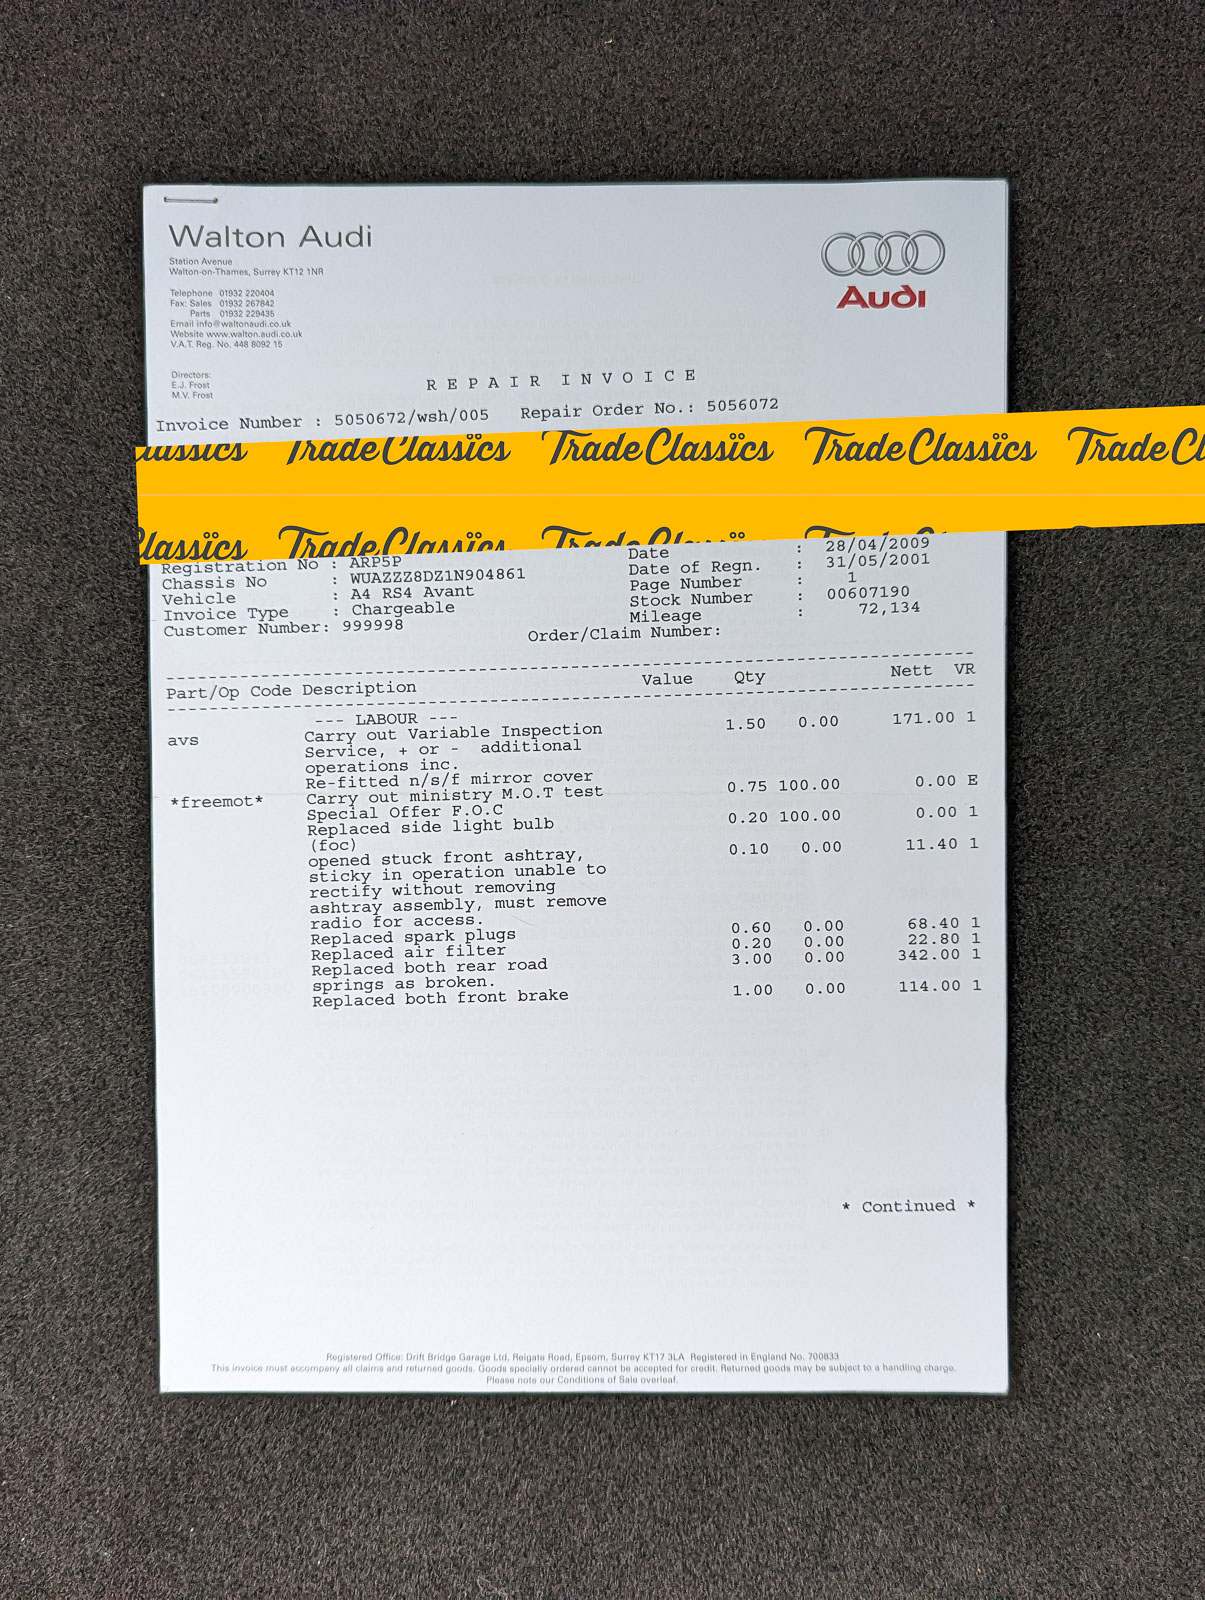 Walton Audi
Station Avenue
Walton-on-Thames, Surrey KT12 1NR
Telephone 01932 220404
Fax: Sales 01932 267842
Parts 01932 229435
Email info@waltonaudi.co.uk
Website www.walton.audi.co.uk
V.A.T. Reg. No. 448 8092 15
Directors:
E.J. Frost
M.V. Frost
Audi
REPAIR INVOICE
Invoice Number : 5050672/wsh/005 Repair Order No.: 5056072
Classics TradeClassics TradeClassics TradeClassics TradeCl
Classics TradeClassics TradeClassics
Registration No : ARP5P Date : 28/04/2009
Chassis No : WUAZZZ8DZ1N904861 Date of Regn. : 31/05/2001
Vehicle : A4 RS4 Avant Page Number : 1
Invoice Type : Chargeable Stock Number : 00607190
Customer Number: 999998 Mileage : 72,134
Order/Claim Number:
Part/Op Code Description Value Qty Nett VR
--- LABOUR ---
avs Carry out Variable Inspection 1.50 0.00 171.00 1
Service, + or - additional
operations inc.
Re-fitted n/s/f mirror cover
*freemot* Carry out ministry M.O.T test 0.75 100.00 0.00 E
Special Offer F.O.C
Replaced side light bulb 0.20 100.00 0.00 1
(foc)
opened stuck front ashtray, 0.10 0.00 11.40 1
sticky in operation unable to
rectify without removing
ashtray assembly, must remove
radio for access.
Replaced spark plugs 0.60 0.00 68.40 1
Replaced air filter 0.20 0.00 22.80 1
Replaced both rear road 3.00 0.00 342.00 1
springs as broken.
Replaced both front brake 1.00 0.00 114.00 1
* Continued *
Registered Office: Drift Bridge Garage Ltd, Reigate Road, Epsom, Surrey KT17 3LA Registered in England No. 700833
This invoice must accompany all claims and returned goods. Goods specially ordered cannot be accepted for credit. Returned goods may be subject to a handling charge.
Please note our Conditions of Sale overleaf.